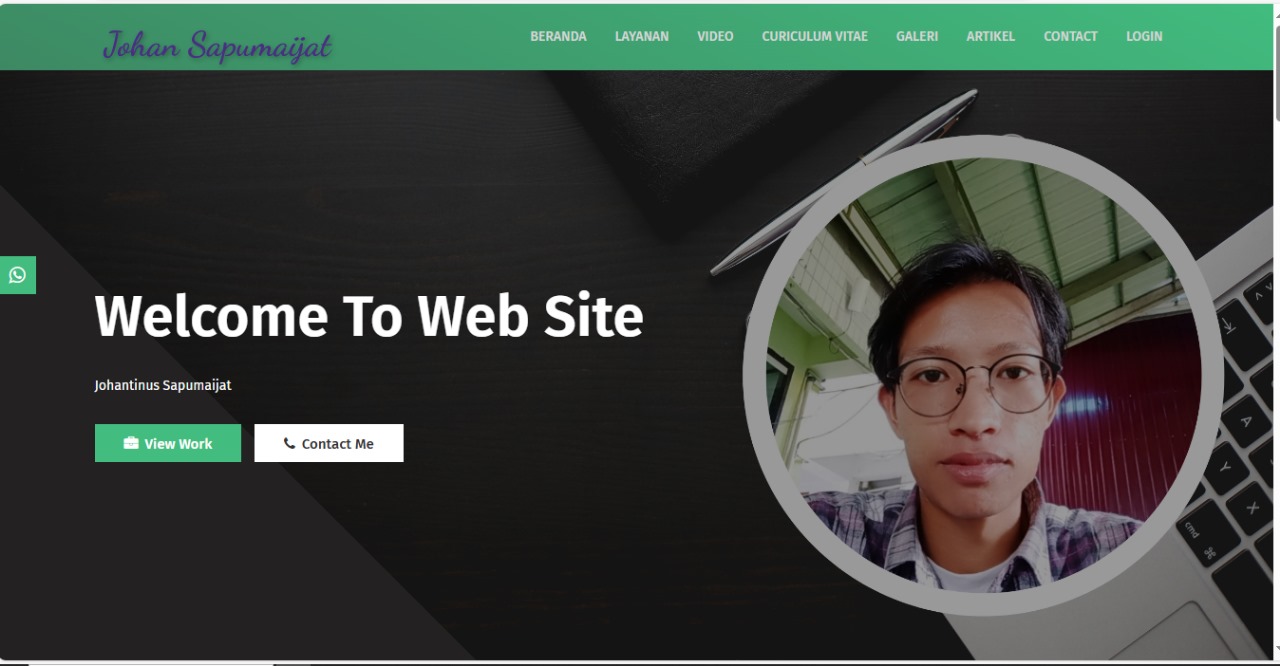 Johan Sapumaijat
BERANDA LAYANAN VIDEO CURICULUM VITAE GALERI ARTIKEL CONTACT LOGIN
Welcome To Web Site
Johantinus Sapumaijat
View Work Contact Me
A
Y
X
cmd